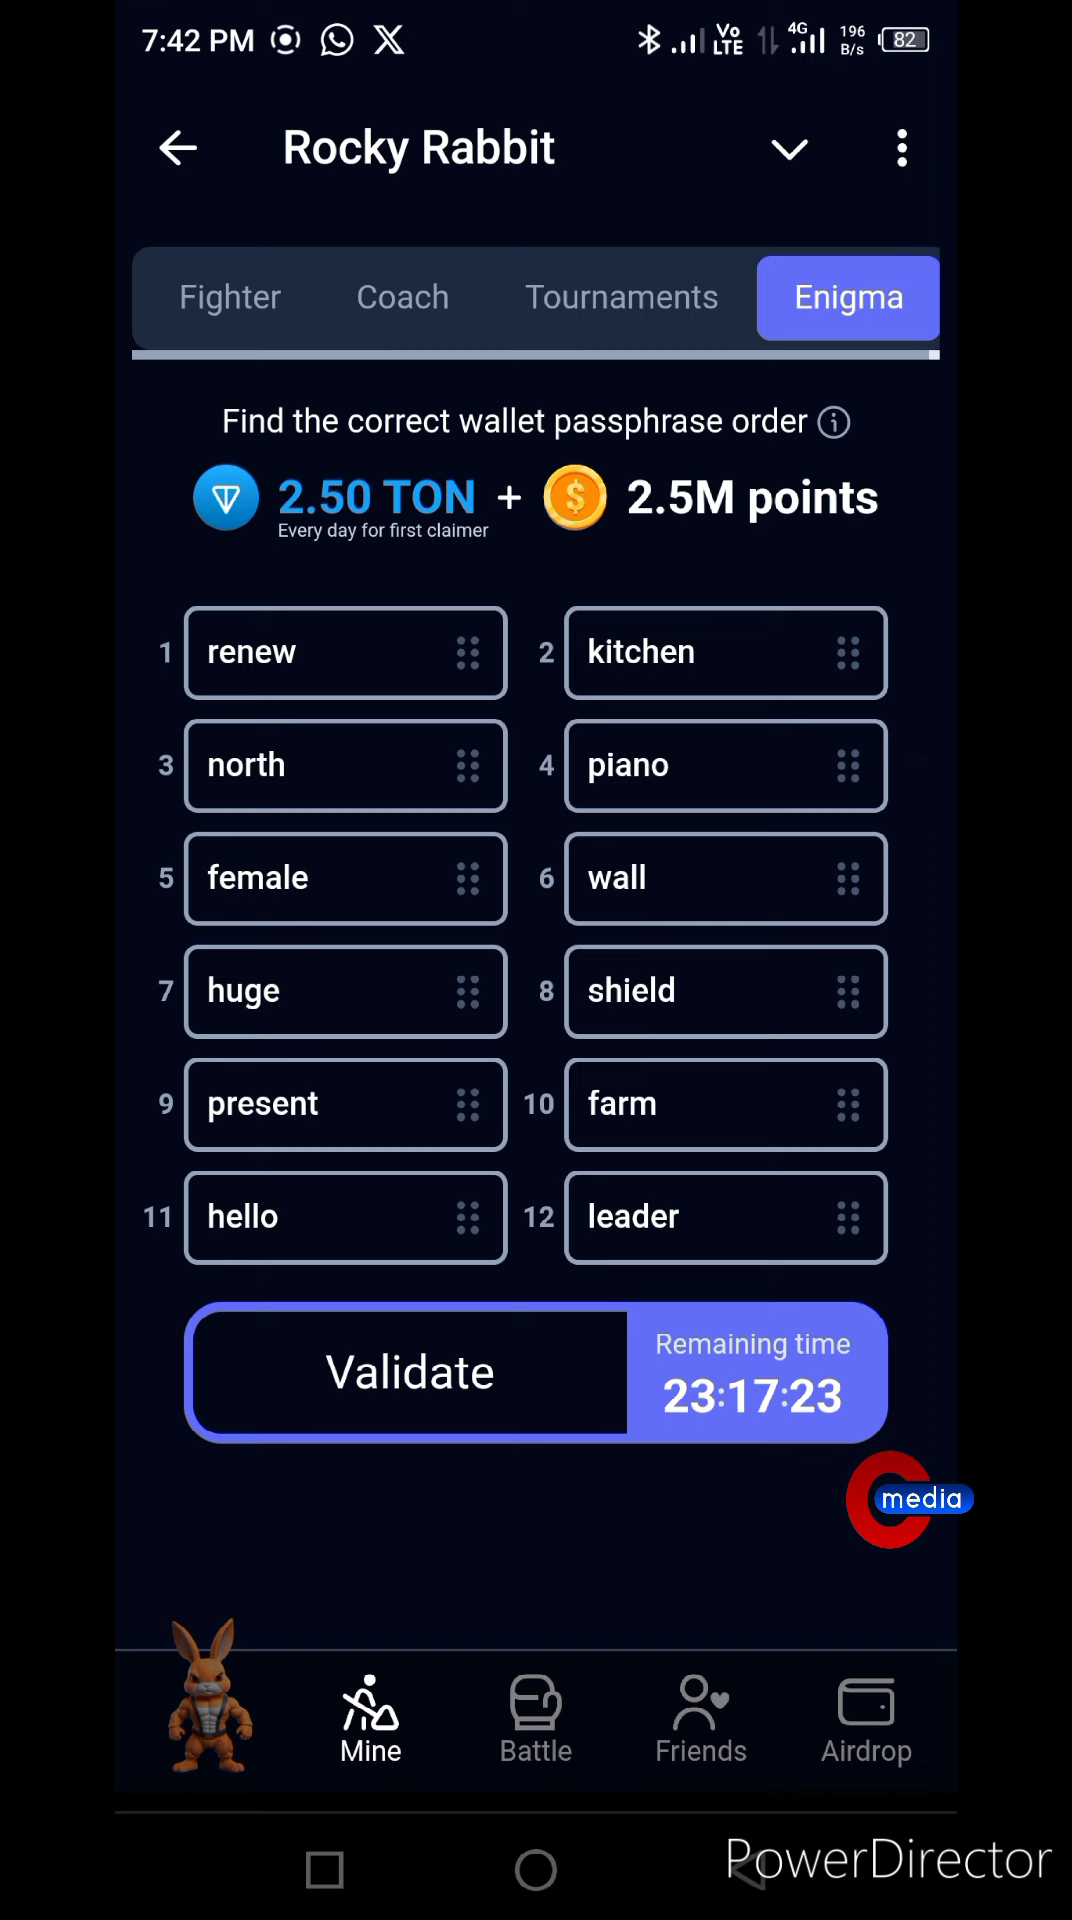 7:42 PM Vo LTE 4G 196 B/s 82
Rocky Rabbit
Fighter Coach Tournaments Enigma
Find the correct wallet passphrase order
2.50 TON + 2.5M points
Every day for first claimer
1 renew 2 kitchen
3 north 4 piano
5 female 6 wall
7 huge 8 shield
9 present 10 farm
11 hello 12 leader
Validate
Remaining time
23:17:23
media
Mine Battle Friends Airdrop
PowerDirector